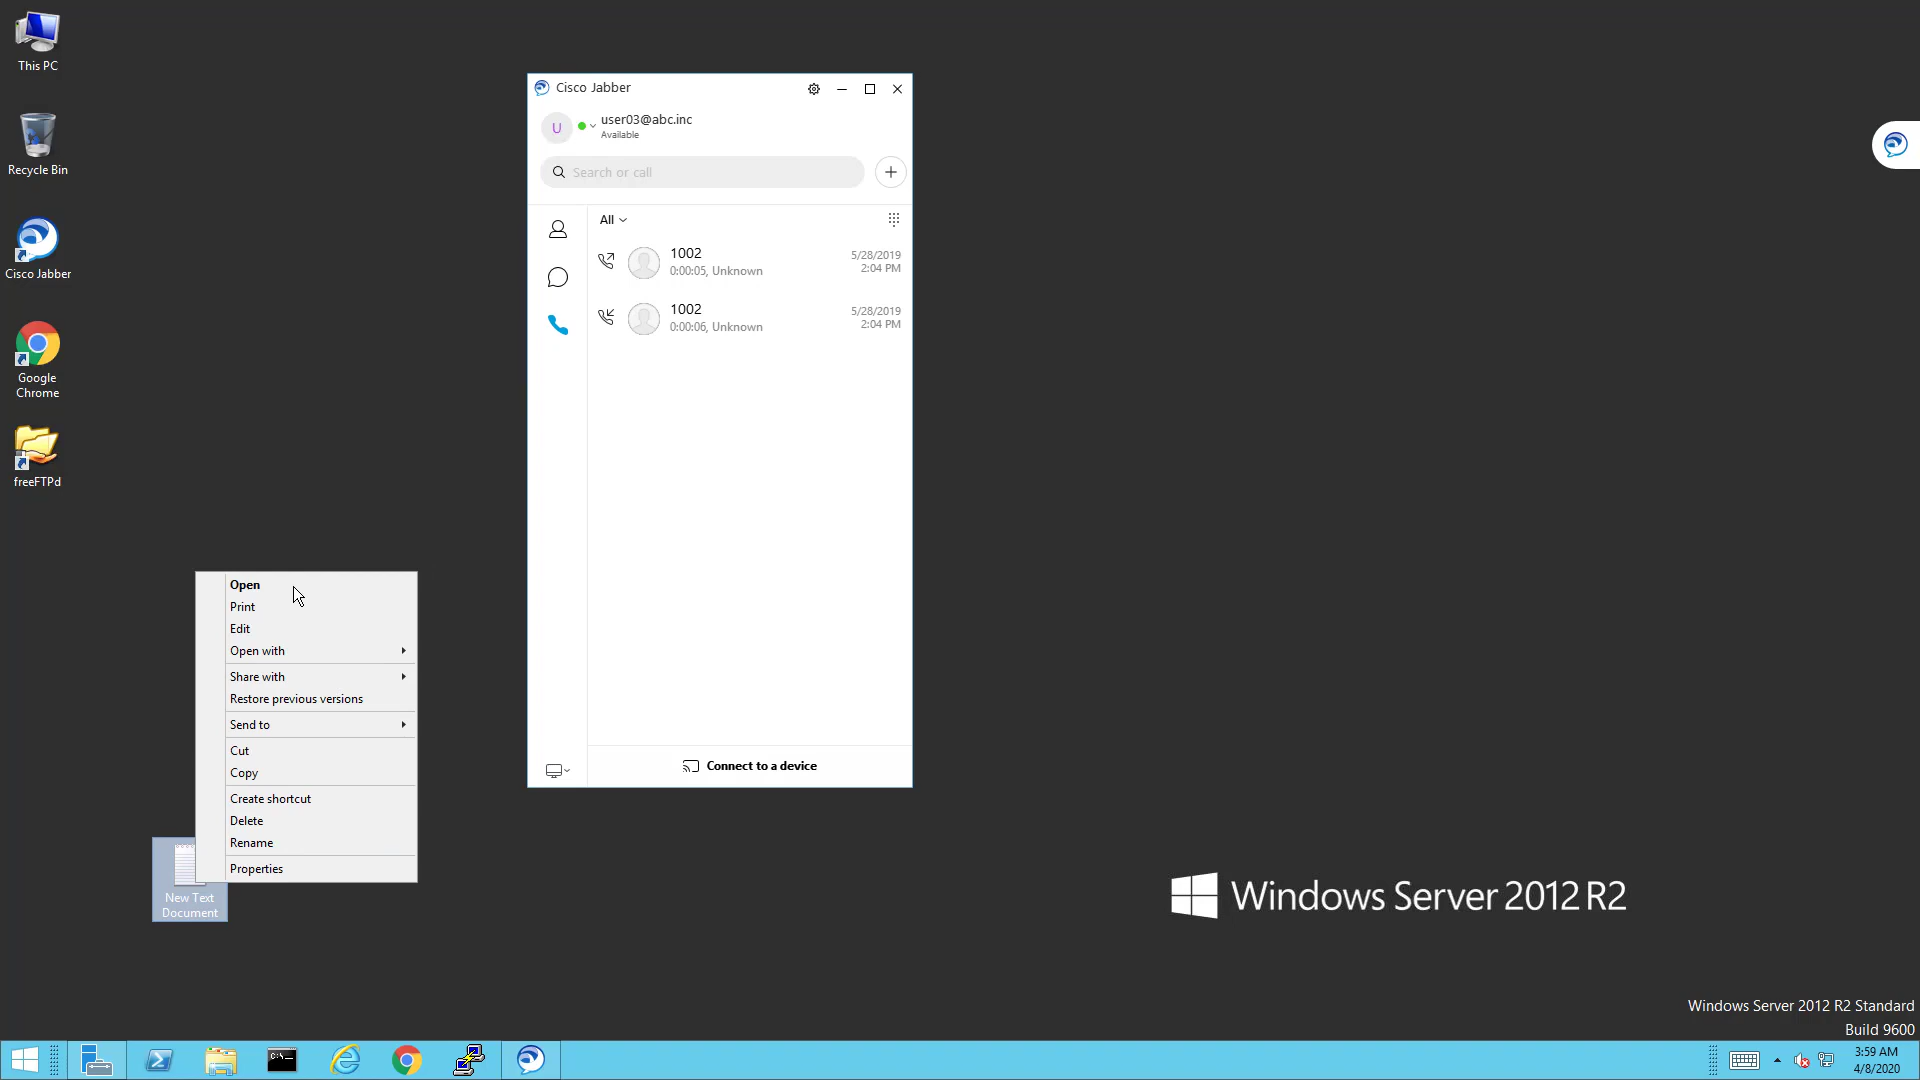 This PC
Recycle Bin
Cisco Jabber
Google
Chrome
freeFTPd
Cisco Jabber
U
user03@abc.inc
Available
Search or call
All
1002
0:00:05, Unknown
5/28/2019
2:04 PM
1002
0:00:06, Unknown
5/28/2019
2:04 PM
Connect to a device
Open
Print
Edit
Open with
Share with
Restore previous versions
Send to
Cut
Copy
Create shortcut
Delete
Rename
Properties
New Text
Document
Windows Server 2012 R2
Windows Server 2012 R2 Standard
Build 9600
C:\_
3:59 AM
4/8/2020